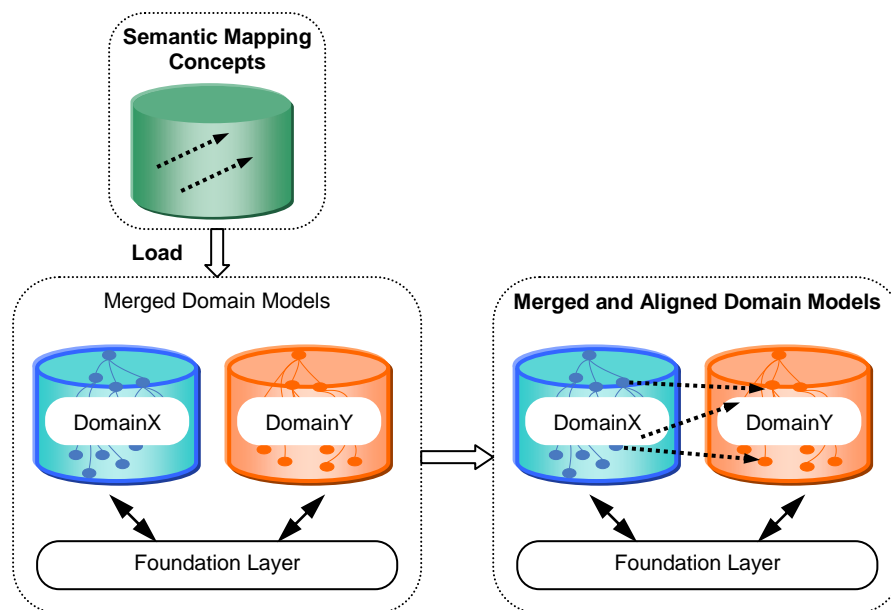 Semantic Mapping
Concepts
Load
Merged Domain Models
DomainX
DomainY
Foundation Layer
Merged and Aligned Domain Models
DomainX
DomainY
Foundation Layer